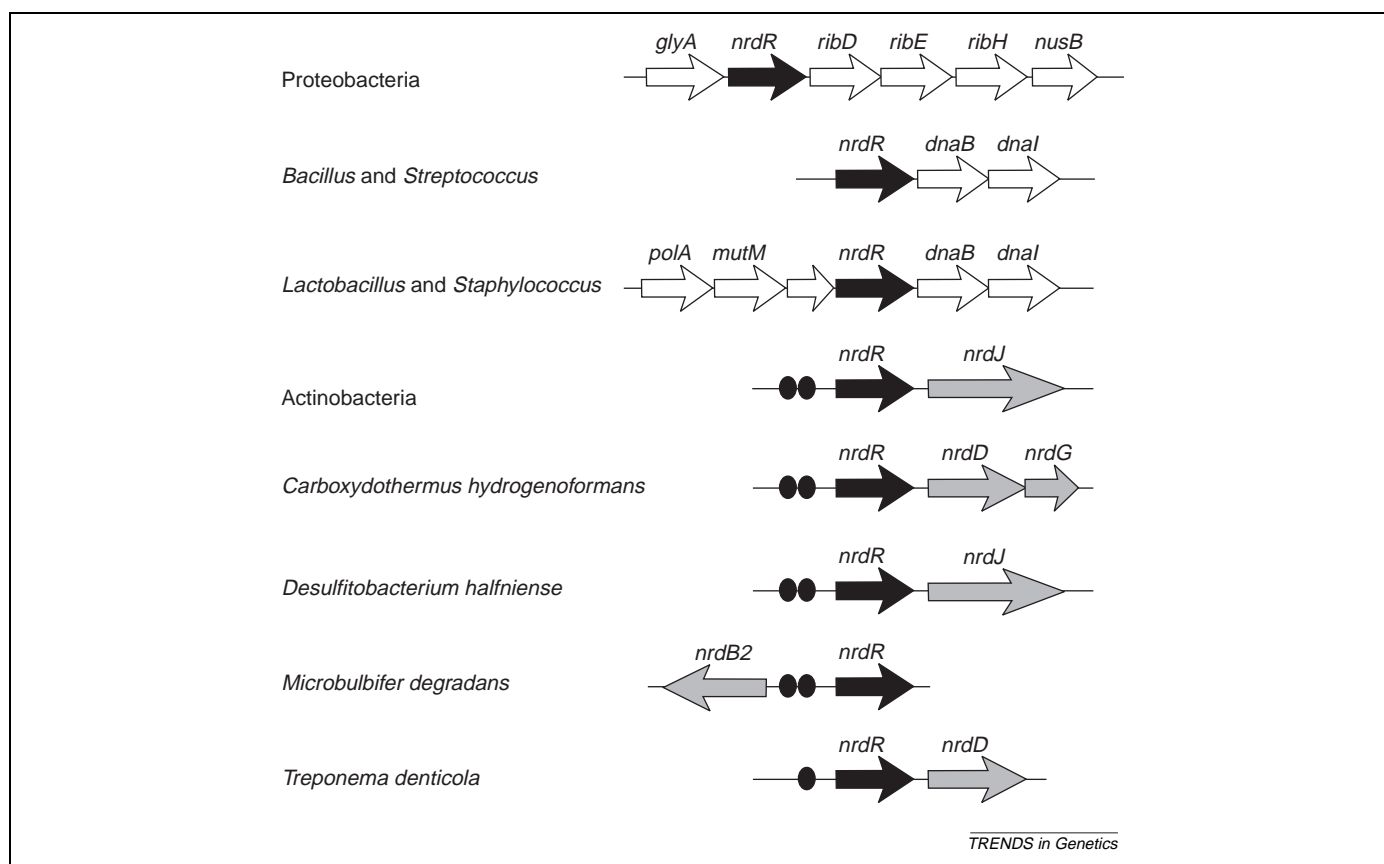 glyA nrdR ribD ribE ribH nusB
Proteobacteria
nrdR dnaB dnaI
Bacillus and Streptococcus
polA mutM nrdR dnaB dnaI
Lactobacillus and Staphylococcus
nrdR nrdJ
Actinobacteria
nrdR nrdD nrdG
Carboxydothermus hydrogenoformans
nrdR nrdJ
Desulfitobacterium halfniense
nrdB2 nrdR
Microbulbifer degradans
nrdR nrdD
Treponema denticola
TRENDS in Genetics